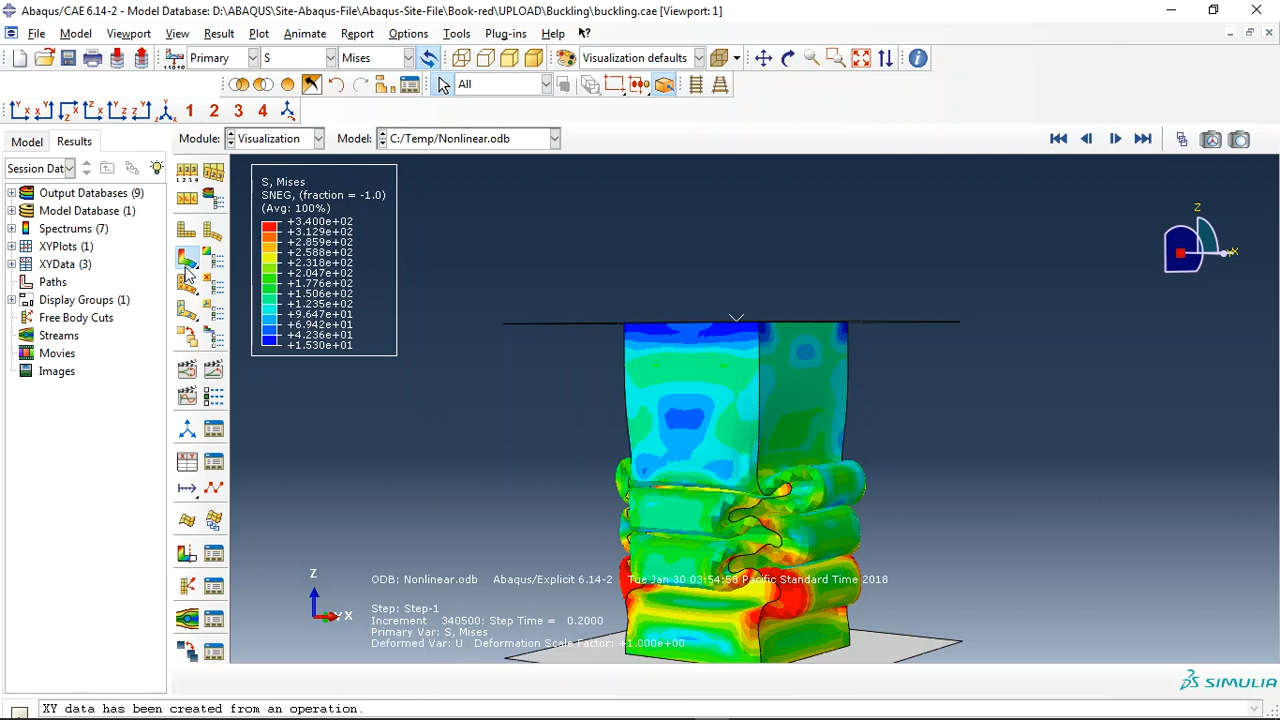 Abaqus/CAE 6.14-2 - Model Database: D:\ABAQUS\Site-Abaqus-File\Abaqus-Site-File\Book-red\UPLOAD\Buckling\buckling.cae [Viewport: 1]
File Model Viewport View Result Plot Animate Report Options Tools Plug-ins Help
Primary S Mises Visualization defaults
All
1 2 3 4
Model Results Module: Visualization Model: C:/Temp/Nonlinear.odb
Session Dat
Output Databases (9)
Model Database (1)
Spectrums (7)
XYPlots (1)
XYData (3)
Paths
Display Groups (1)
Free Body Cuts
Streams
Movies
Images
S, Mises
SNEG, (fraction = -1.0)
(Avg: 100%)
+3.400e+02
+3.129e+02
+2.859e+02
+2.588e+02
+2.318e+02
+2.047e+02
+1.776e+02
+1.506e+02
+1.235e+02
+9.647e+01
+6.942e+01
+4.236e+01
+1.530e+01
Z
X
ODB: Nonlinear.odb Abaqus/Explicit 6.14-2 Tue Jan 30 03:54:58 Pacific Standard Time 2018
Z
X
Step: Step-1
Increment 340500: Step Time = 0.2000
Primary Var: S, Mises
Deformed Var: U Deformation Scale Factor: +1.000e+00
SIMULIA
XY data has been created from an operation.